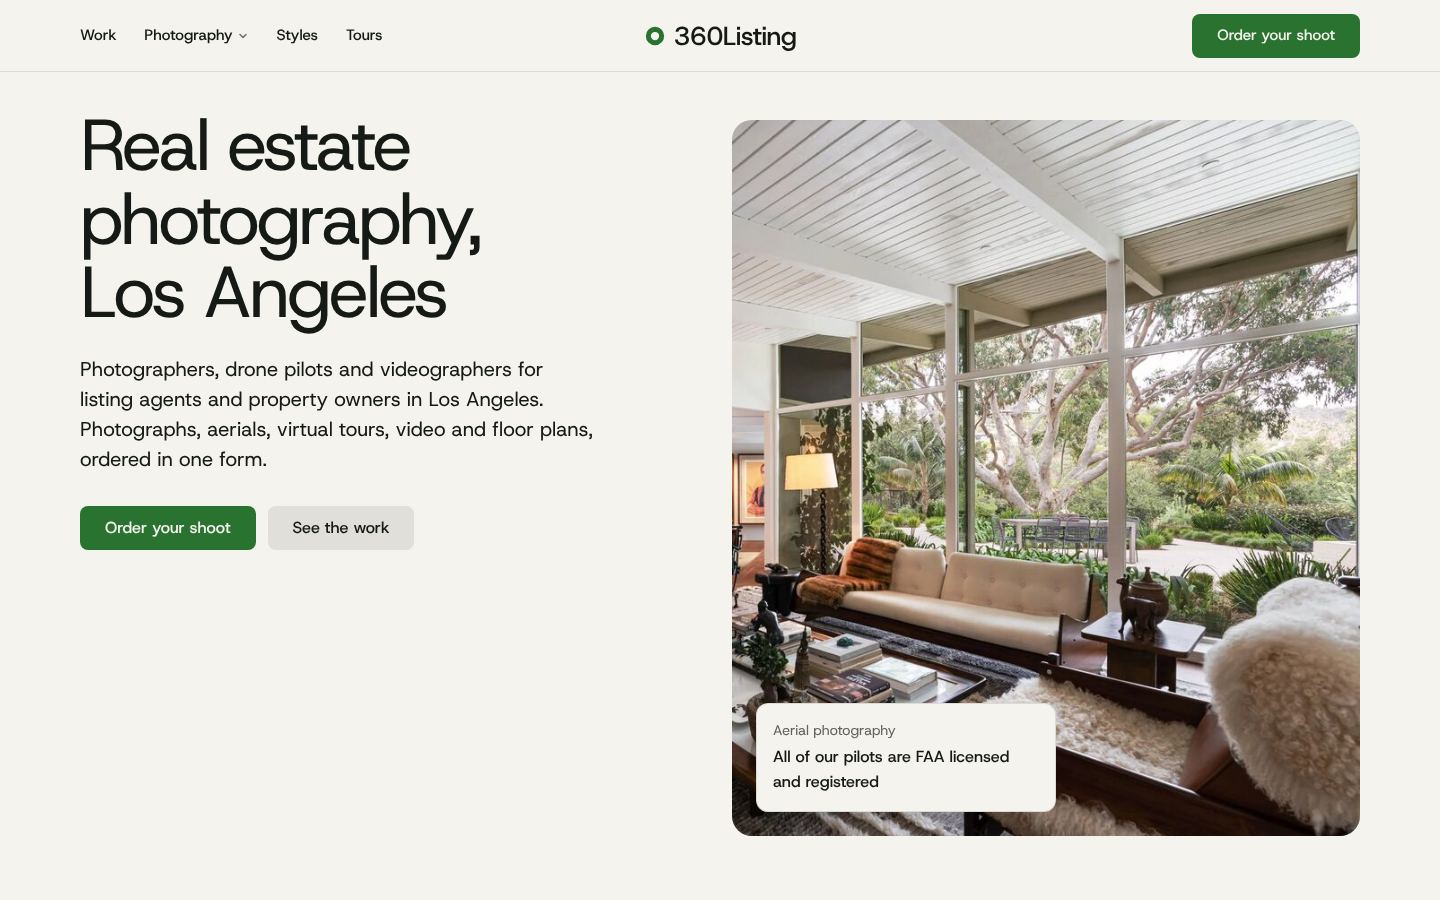 Work
Photography
Styles
Tours
360Listing
Order your shoot
Real estate
photography,
Los Angeles
Photographers, drone pilots and videographers for
listing agents and property owners in Los Angeles.
Photographs, aerials, virtual tours, video and floor plans,
ordered in one form.
Order your shoot
See the work
Aerial photography
All of our pilots are FAA licensed
and registered